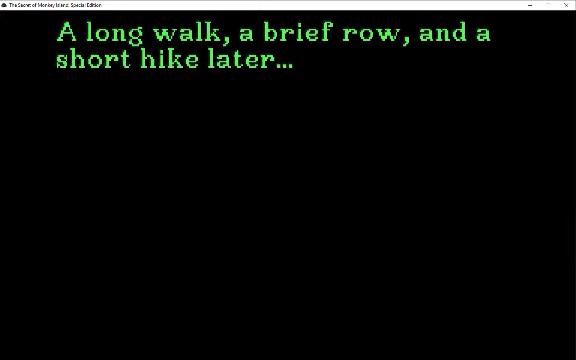 The Secret of Monkey Island: Special Edition
A long walk, a brief row, and a
short hike later...